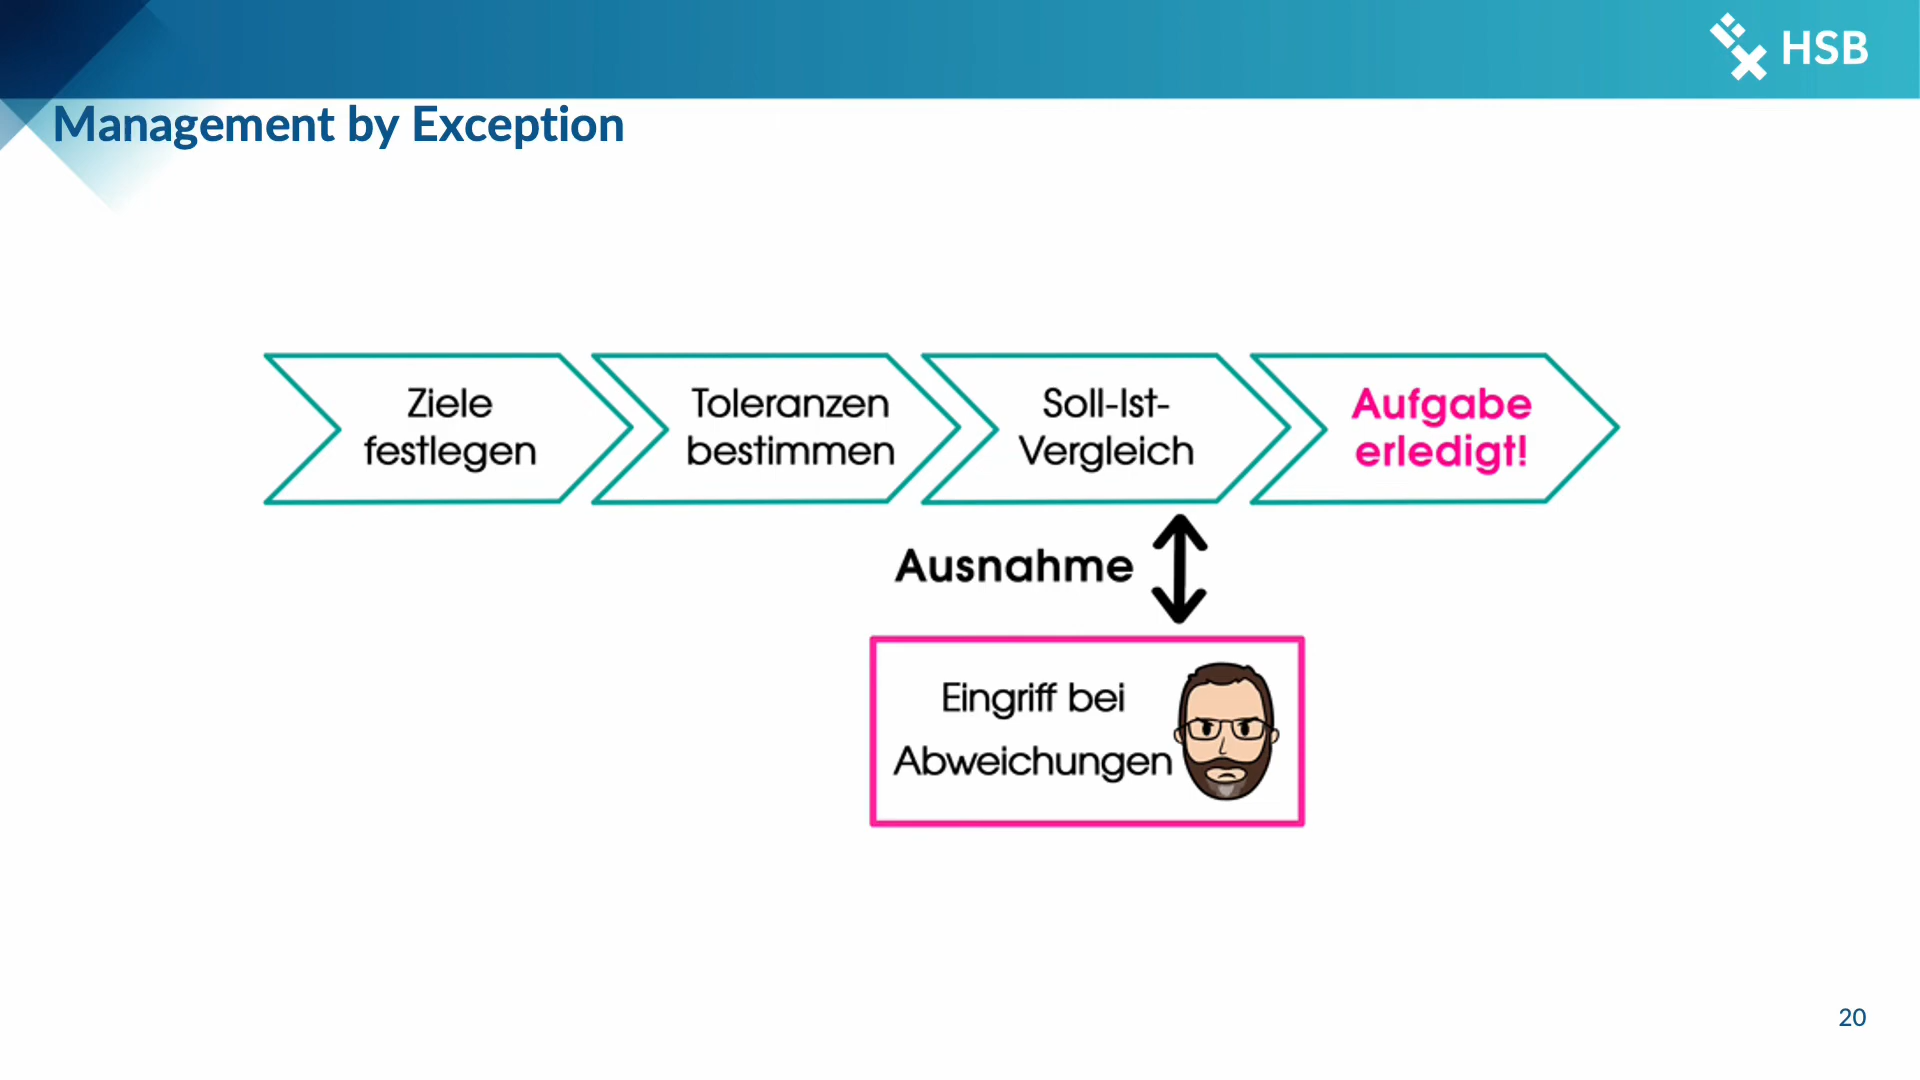 HSB
Management by Exception
Ziele
festlegen
Toleranzen
bestimmen
Soll-Ist-
Vergleich
Aufgabe
erledigt!
Ausnahme
Eingriff bei
Abweichungen
20